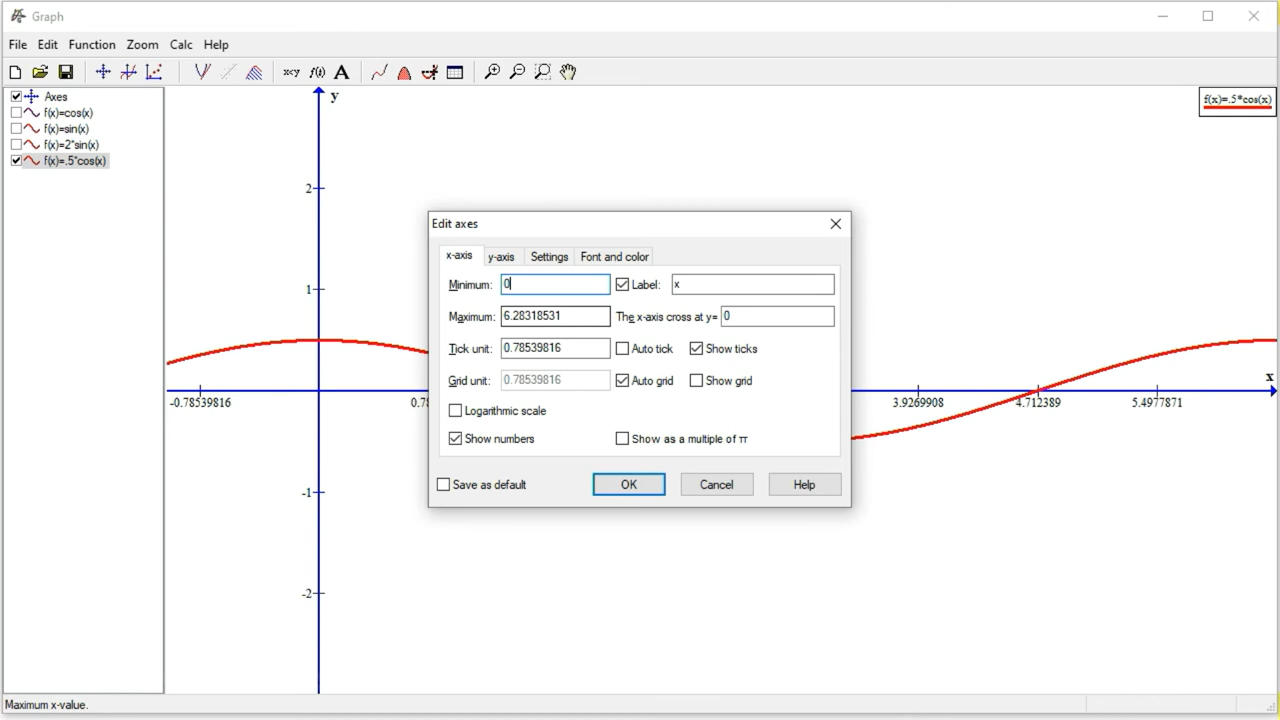 Graph
File Edit Function Zoom Calc Help
Axes
f(x)=cos(x)
f(x)=sin(x)
f(x)=2*sin(x)
f(x)=.5*cos(x)
y
f(x)=.5*cos(x)
2
1
-1
-2
x
-0.78539816
0.78
3.9269908
4.712389
5.4977871
Edit axes
x-axis y-axis Settings Font and color
Minimum: 0 Label: x
Maximum: 6.28318531 The x-axis cross at y= 0
Tick unit: 0.78539816 Auto tick Show ticks
Grid unit: 0.78539816 Auto grid Show grid
Logarithmic scale
Show numbers Show as a multiple of π
Save as default OK Cancel Help
Maximum x-value.